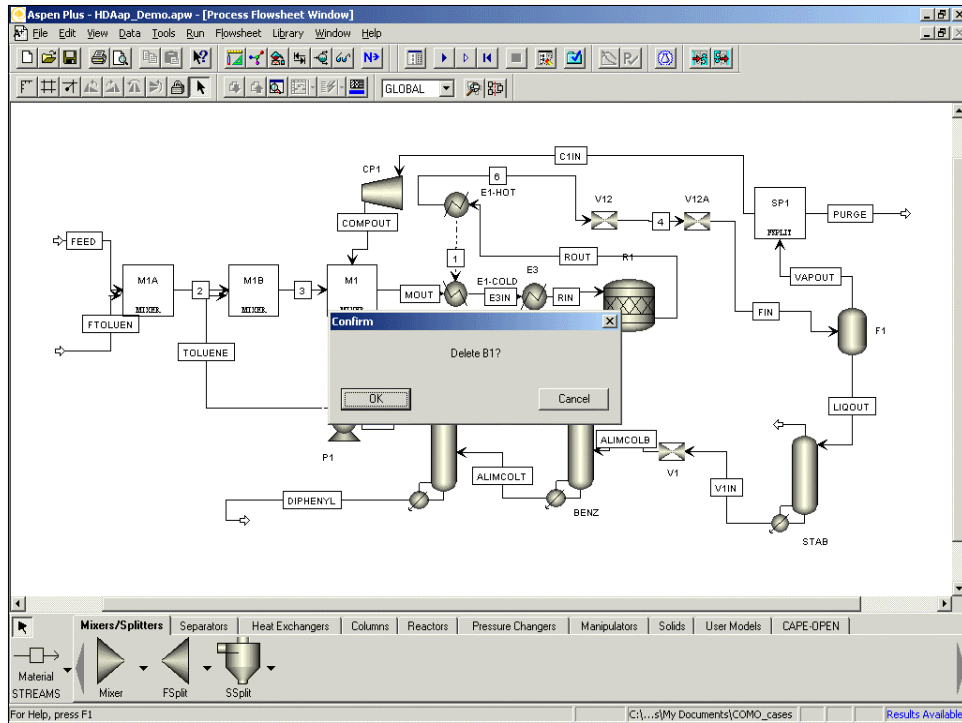 Aspen Plus - HDAap_Demo.apw - [Process Flowsheet Window]
File Edit View Data Tools Run Flowsheet Library Window Help
N»
GLOBAL
C1IN
CP1
6
E1-HOT
V12
V12A
SP1
FSPLIT
PURGE
COMPOUT
4
FEED
1
ROUT
R1
VAPOUT
M1A
MIXER
2
M1B
MIXER
3
M1
MIXER
MOUT
E1-COLD
E3IN
E3
RIN
FTOLUEN
FIN
F1
TOLUENE
Confirm
Delete B1?
OK
Cancel
LIQOUT
P1
ALIMCOLB
V1
ALIMCOLT
V1IN
DIPHENYL
BENZ
STAB
Mixers/Splitters Separators Heat Exchangers Columns Reactors Pressure Changers Manipulators Solids User Models CAPE-OPEN
Material
STREAMS
Mixer
FSplit
SSplit
For Help, press F1
C:\...s\My Documents\COMO_cases
Results Available